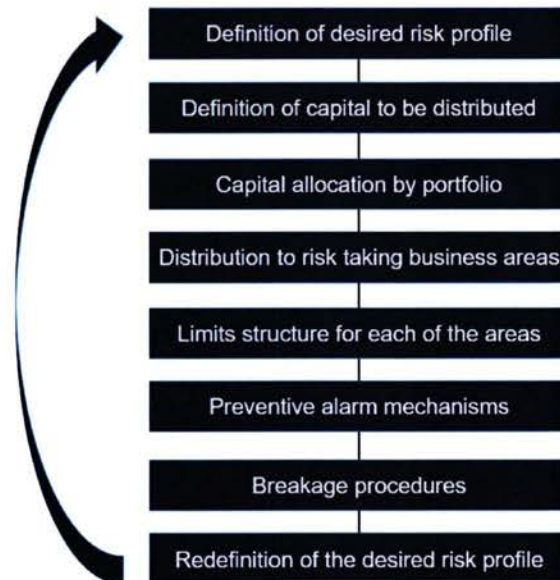 Definition of desired risk profile
Definition of capital to be distributed
Capital allocation by portfolio
Distribution to risk taking business areas
Limits structure for each of the areas
Preventive alarm mechanisms
Breakage procedures
Redefinition of the desired risk profile